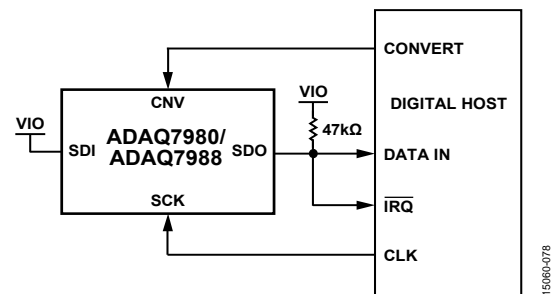 CONVERT
CNV
VIO
VIO
DIGITAL HOST
47kΩ
ADAQ7980/
ADAQ7988
SDI
SDO
DATA IN
SCK
IRQ
CLK
15060-078